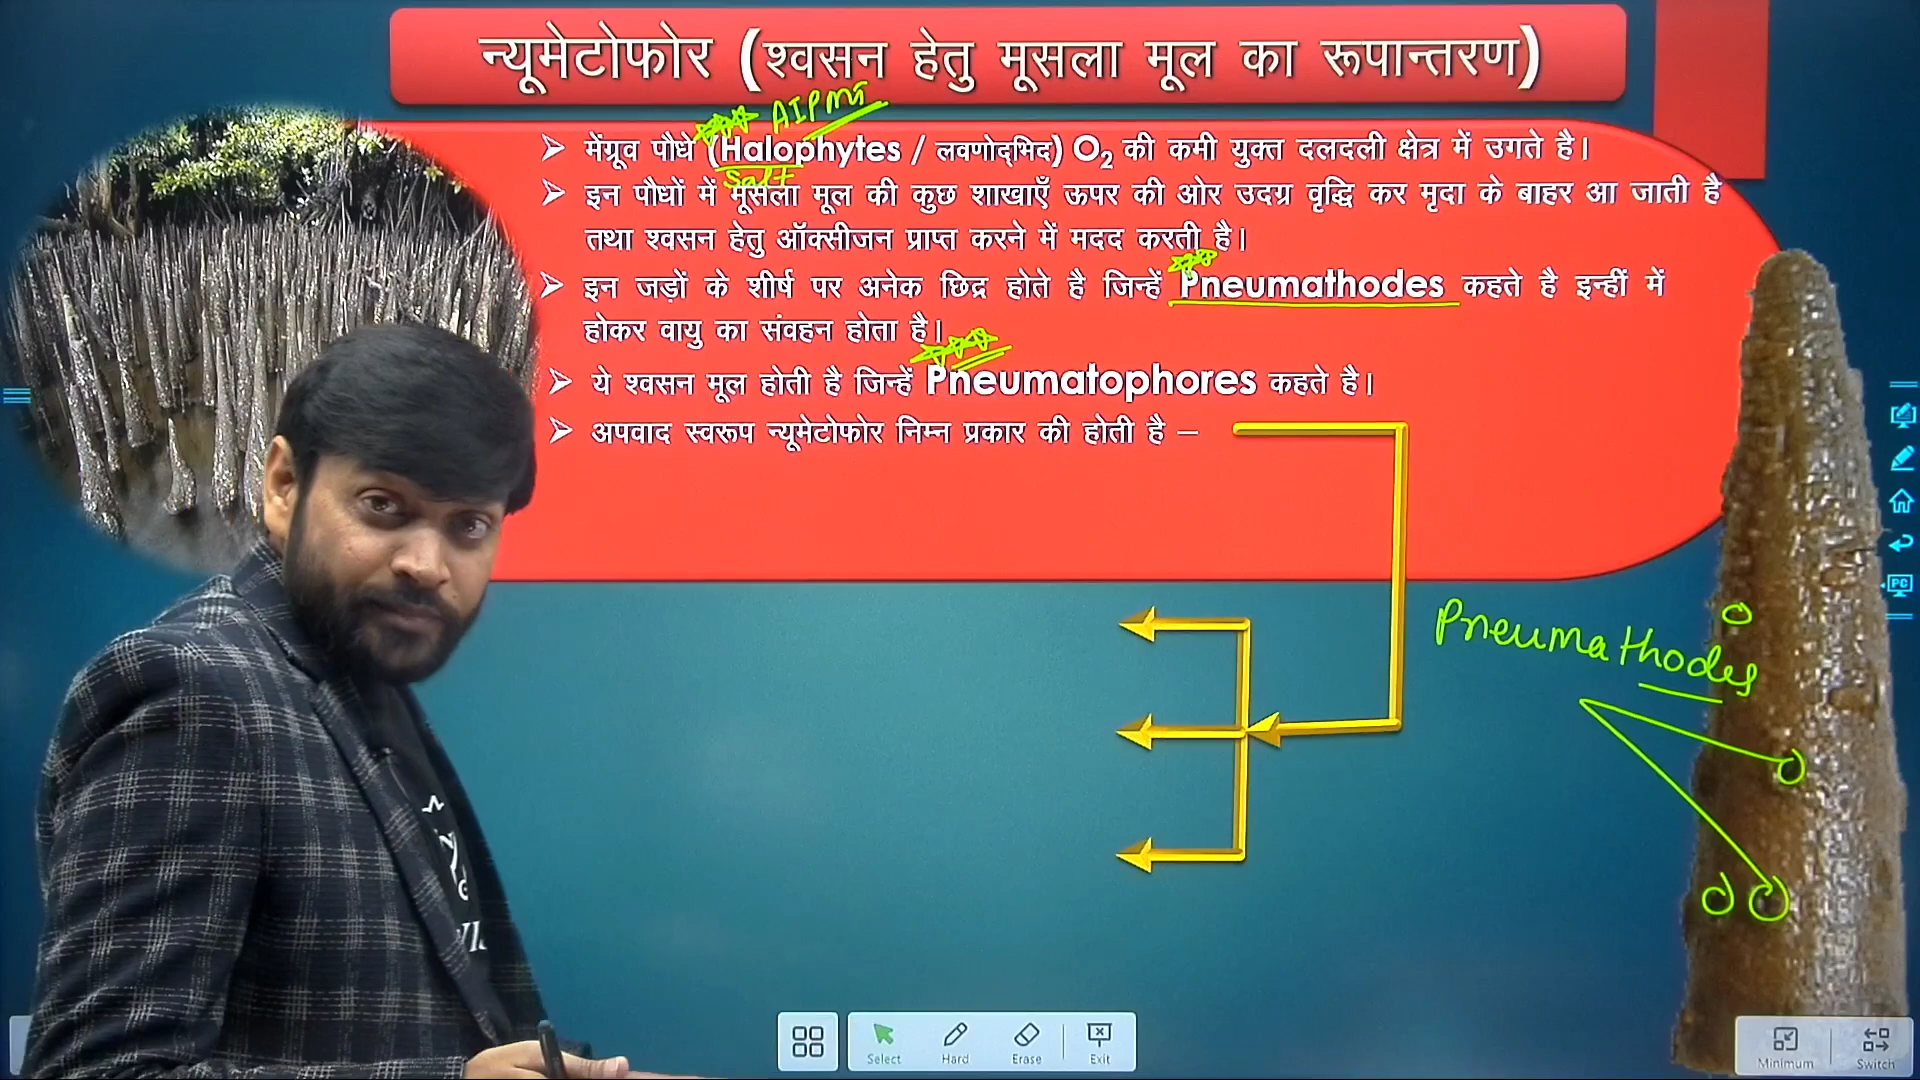 न्यूमेटोफोर (श्वसन हेतु मूसला मूल का रूपान्तरण)
AIPMT
मेंग्रूव पौधे (Halophytes / लवणोद्भिद) O₂ की कमी युक्त दलदली क्षेत्र में उगते है।
Salt
इन पौधों में मूसला मूल की कुछ शाखाएँ ऊपर की ओर उदग्र वृद्धि कर मृदा के बाहर आ जाती है
तथा श्वसन हेतु ऑक्सीजन प्राप्त करने में मदद करती है।
इन जड़ों के शीर्ष पर अनेक छिद्र होते है जिन्हें Pneumathodes कहते है इन्हीं में
होकर वायु का संवहन होता है।
ये श्वसन मूल होती है जिन्हें Pneumatophores कहते है।
अपवाद स्वरूप न्यूमेटोफोर निम्न प्रकार की होती है –
Pneumathodes
PC
Select Hard Erase Exit
Minimum Switch